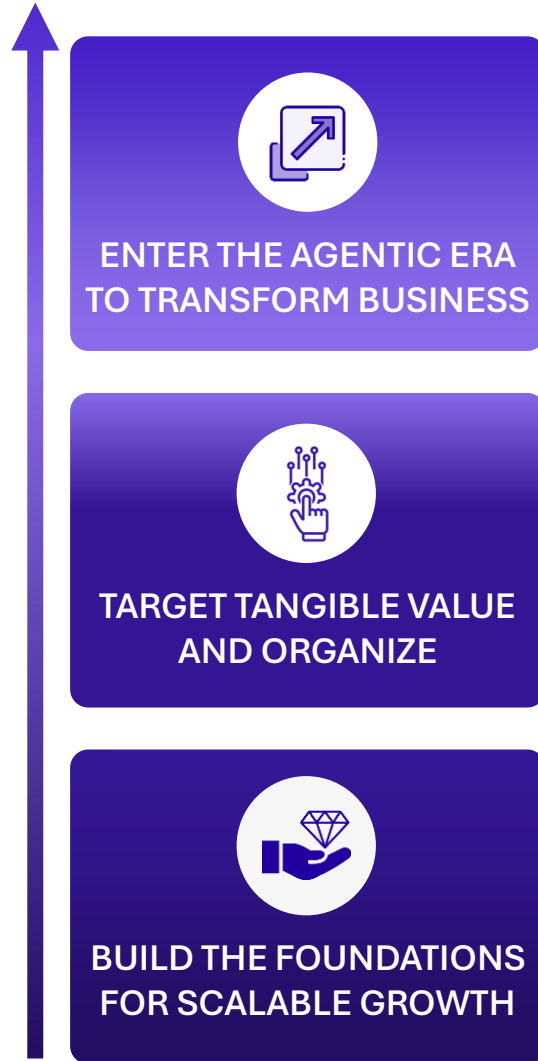 ENTER THE AGENTIC ERA
TO TRANSFORM BUSINESS
TARGET TANGIBLE VALUE
AND ORGANIZE
BUILD THE FOUNDATIONS
FOR SCALABLE GROWTH